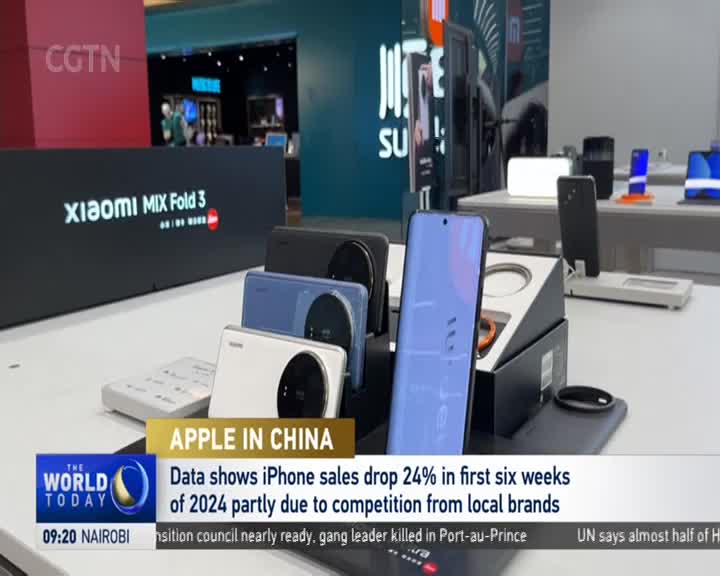 CGTN
xiaomi MIX Fold 3
APPLE IN CHINA
Data shows iPhone sales drop 24% in first six weeks
of 2024 partly due to competition from local brands
THE
WORLD
TODAY
09:20 NAIROBI
nsition council nearly ready, gang leader killed in Port-au-Prince
UN says almost half of H